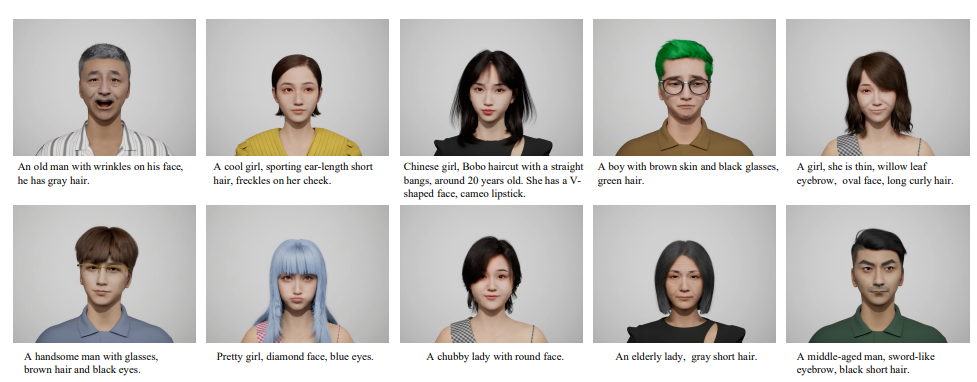 An old man with wrinkles on his face,
he has gray hair.
A cool girl, sporting ear-length short
hair, freckles on her cheek.
Chinese girl, Bobo haircut with a straight
bangs, around 20 years old. She has a V-
shaped face, cameo lipstick.
A boy with brown skin and black glasses,
green hair.
A girl, she is thin, willow leaf
eyebrow, oval face, long curly hair.
A handsome man with glasses,
brown hair and black eyes.
Pretty girl, diamond face, blue eyes.
A chubby lady with round face.
An elderly lady, gray short hair.
A middle-aged man, sword-like
eyebrow, black short hair.